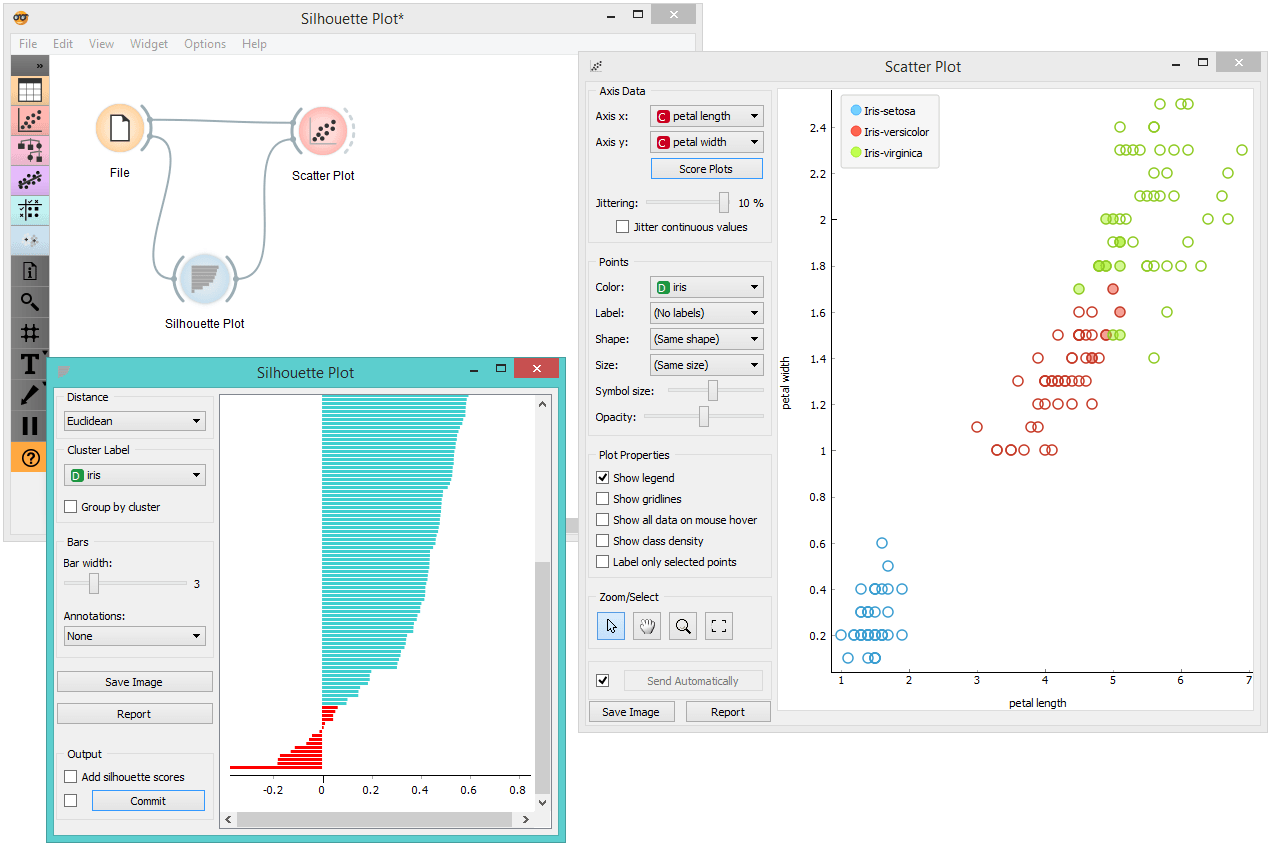 Silhouette Plot*
File Edit View Widget Options Help
»
File
Scatter Plot
Silhouette Plot
T
?
Silhouette Plot
Distance
Euclidean
Cluster Label
D iris
Group by cluster
Bars
Bar width:
3
Annotations:
None
Save Image
Report
Output
Add silhouette scores
Commit
-0.2 0 0.2 0.4 0.6 0.8
Scatter Plot
Axis Data
Axis x: C petal length
Axis y: C petal width
Score Plots
Jittering: 10 %
Jitter continuous values
Points
Color: D iris
Label: (No labels)
Shape: (Same shape)
Size: (Same size)
Symbol size:
Opacity:
Plot Properties
Show legend
Show gridlines
Show all data on mouse hover
Show class density
Label only selected points
Zoom/Select
Send Automatically
Save Image Report
Iris-setosa
Iris-versicolor
Iris-virginica
petal width
2.4
2.2
2
1.8
1.6
1.4
1.2
1
0.8
0.6
0.4
0.2
1 2 3 4 5 6 7
petal length